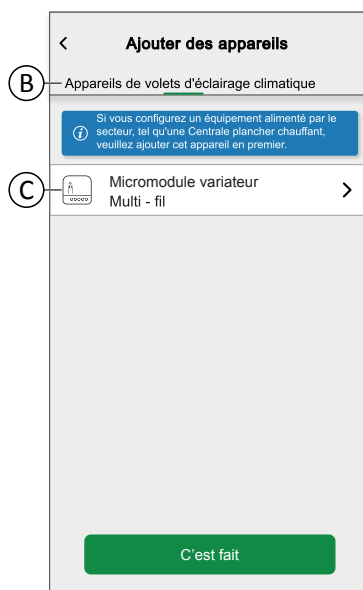 Ajouter des appareils
B
Appareils de volets d'éclairage climatique
Si vous configurez un équipement alimenté par le
secteur, tel qu'une Centrale plancher chauffant,
veuillez ajouter cet appareil en premier.
C
Micromodule variateur
Multi - fil
C'est fait